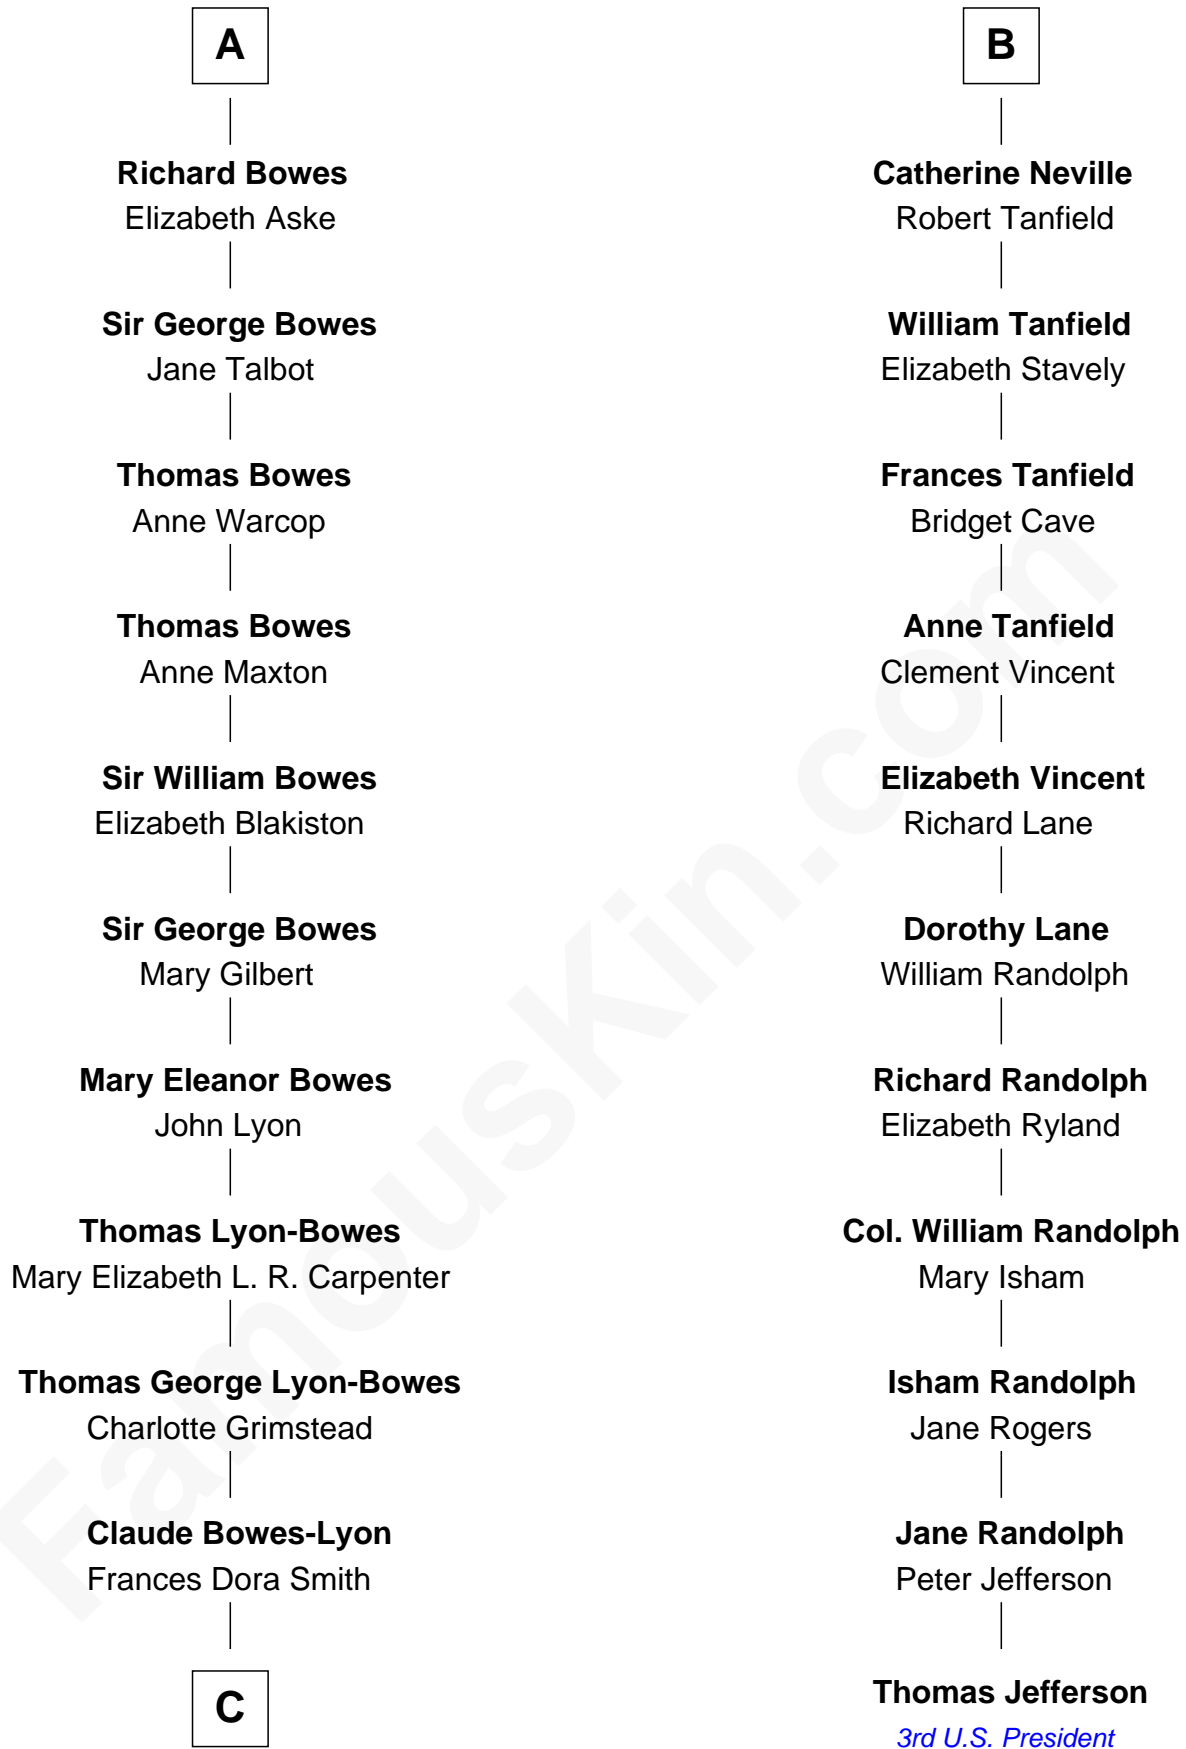 A
Richard Bowes
Elizabeth Aske
Sir George Bowes
Jane Talbot
Thomas Bowes
Anne Warcop
Thomas Bowes
Anne Maxton
Sir William Bowes
Elizabeth Blakiston
Sir George Bowes
Mary Gilbert
Mary Eleanor Bowes
John Lyon
Thomas Lyon-Bowes
Mary Elizabeth L. R. Carpenter
Thomas George Lyon-Bowes
Charlotte Grimstead
Claude Bowes-Lyon
Frances Dora Smith
C
B
Catherine Neville
Robert Tanfield
William Tanfield
Elizabeth Stavely
Frances Tanfield
Bridget Cave
Anne Tanfield
Clement Vincent
Elizabeth Vincent
Richard Lane
Dorothy Lane
William Randolph
Richard Randolph
Elizabeth Ryland
Col. William Randolph
Mary Isham
Isham Randolph
Jane Rogers
Jane Randolph
Peter Jefferson
Thomas Jefferson
3rd U.S. President
FamousKin.com